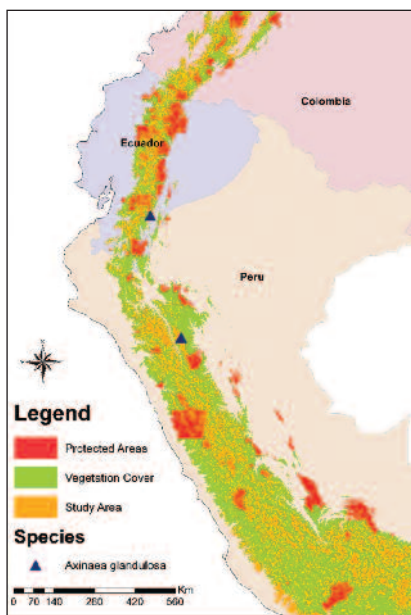 Colombia
Ecuador
Peru
Legend
Protected Areas
Vegetstion Cover
Study Area
Species
Axinaea glandulosa
Km
0 70 140 260 420 560